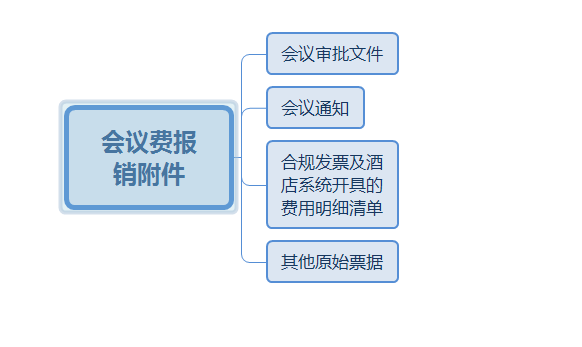 会议费报
销附件
会议审批文件
会议通知
合规发票及酒
店系统开具的
费用明细清单
其他原始票据